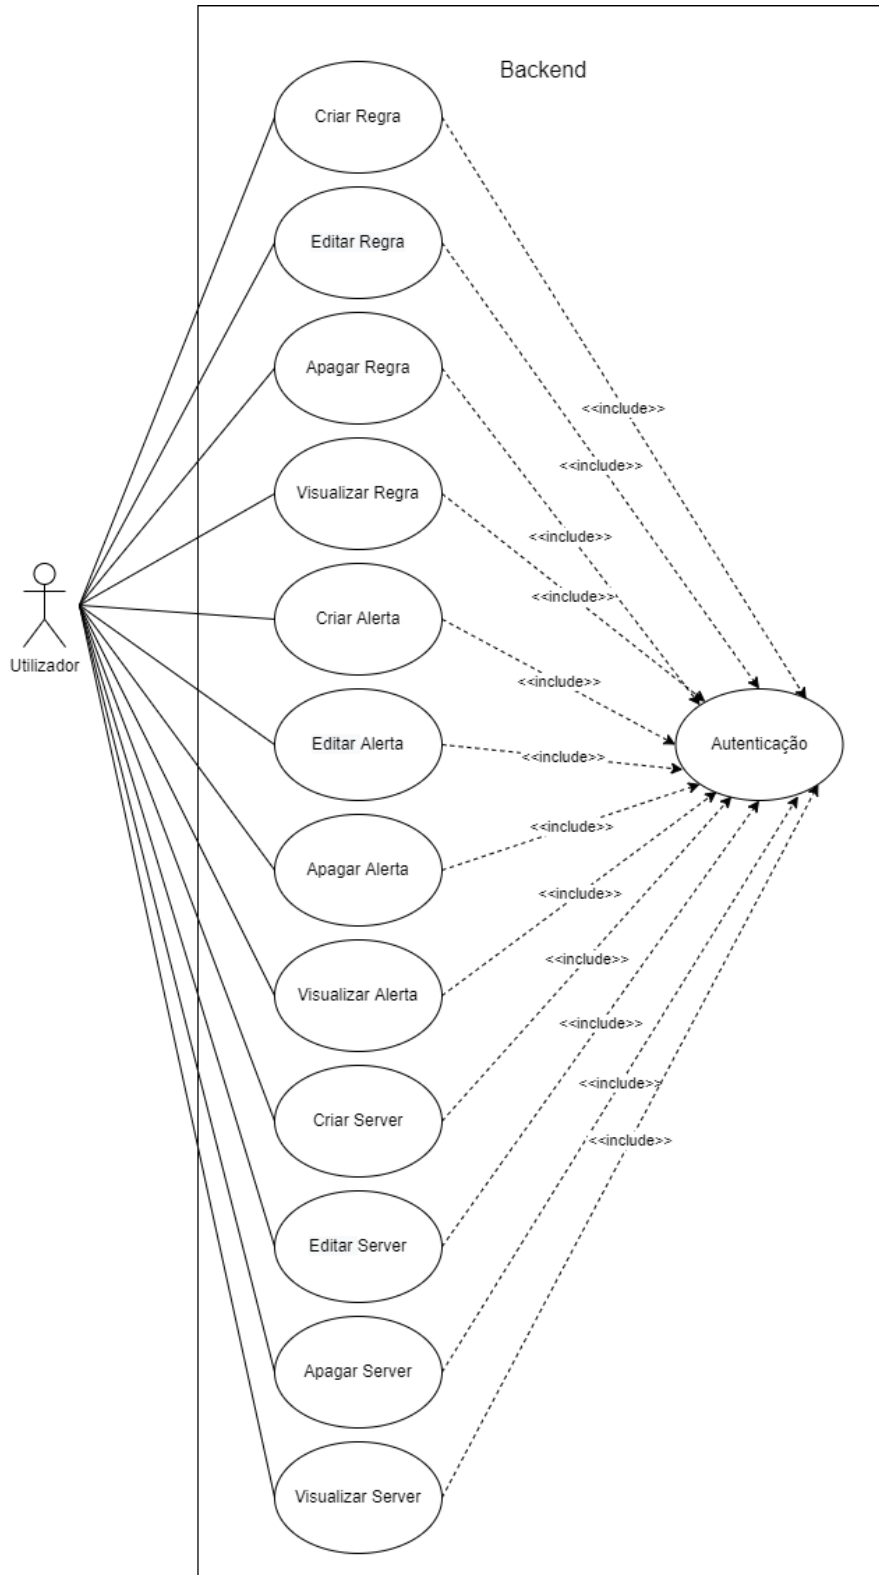 Backend
Criar Regra
Editar Regra
Apagar Regra
<<include>>
<<include>>
Visualizar Regra
<<include>>
<<include>>
Criar Alerta
Utilizador
<<include>>
Editar Alerta
Autenticação
<<include>>
<<include>>
Apagar Alerta
<<include>>
Visualizar Alerta
<<include>>
<<include>>
Criar Server
<<include>>
<<include>>
Editar Server
Apagar Server
Visualizar Server